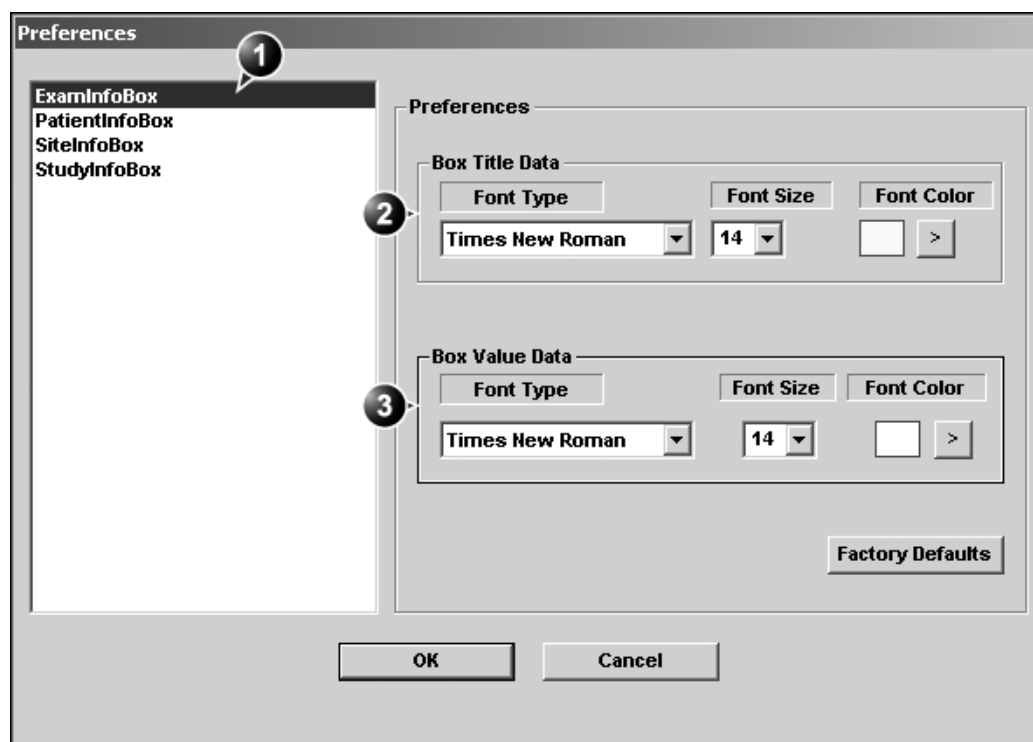 Preferences
1
ExamInfoBox
PatientInfoBox
SiteInfoBox
StudyInfoBox
Preferences
Box Title Data
2
Font Type Font Size Font Color
Times New Roman 14 >
Box Value Data
3
Font Type Font Size Font Color
Times New Roman 14 >
Factory Defaults
OK Cancel